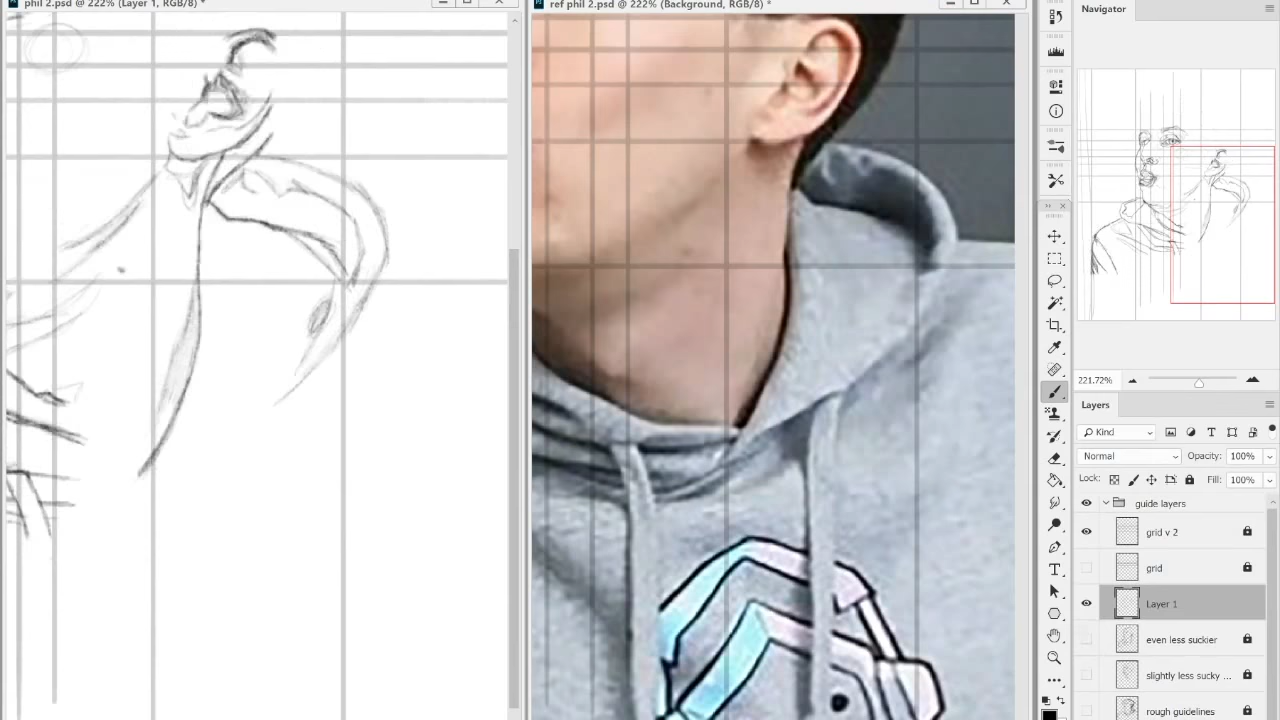 phil 2.psd @ 222% (Layer 1, RGB/8) *
ref phil 2.psd @ 222% (Background, RGB/8) *
Navigator
221.72%
Layers
Kind
Normal
Opacity: 100%
Lock:
Fill: 100%
guide layers
grid v 2
grid
Layer 1
even less suckier
slightly less sucky ...
rough guidelines